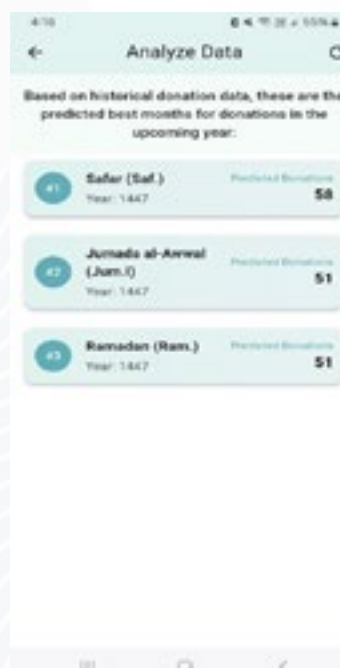 4:10
Analyze Data
Based on historical donation data, these are the
predicted best months for donations in the
upcoming year:
#1
Safar (Saf.)
Year: 1447
Predicted Donations
58
#2
Jumada al-Awwal
(Jum.I)
Year: 1447
Predicted Donations
51
#3
Ramadan (Ram.)
Year: 1447
Predicted Donations
51